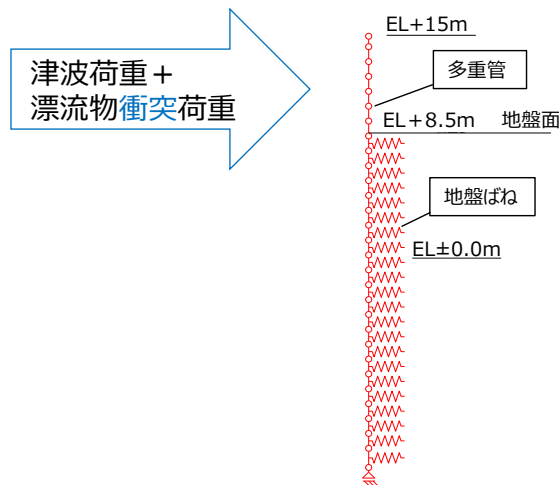 EL+15m
津波荷重+
漂流物衝突荷重
多重管
EL+8.5m 地盤面
地盤ばね
EL±0.0m